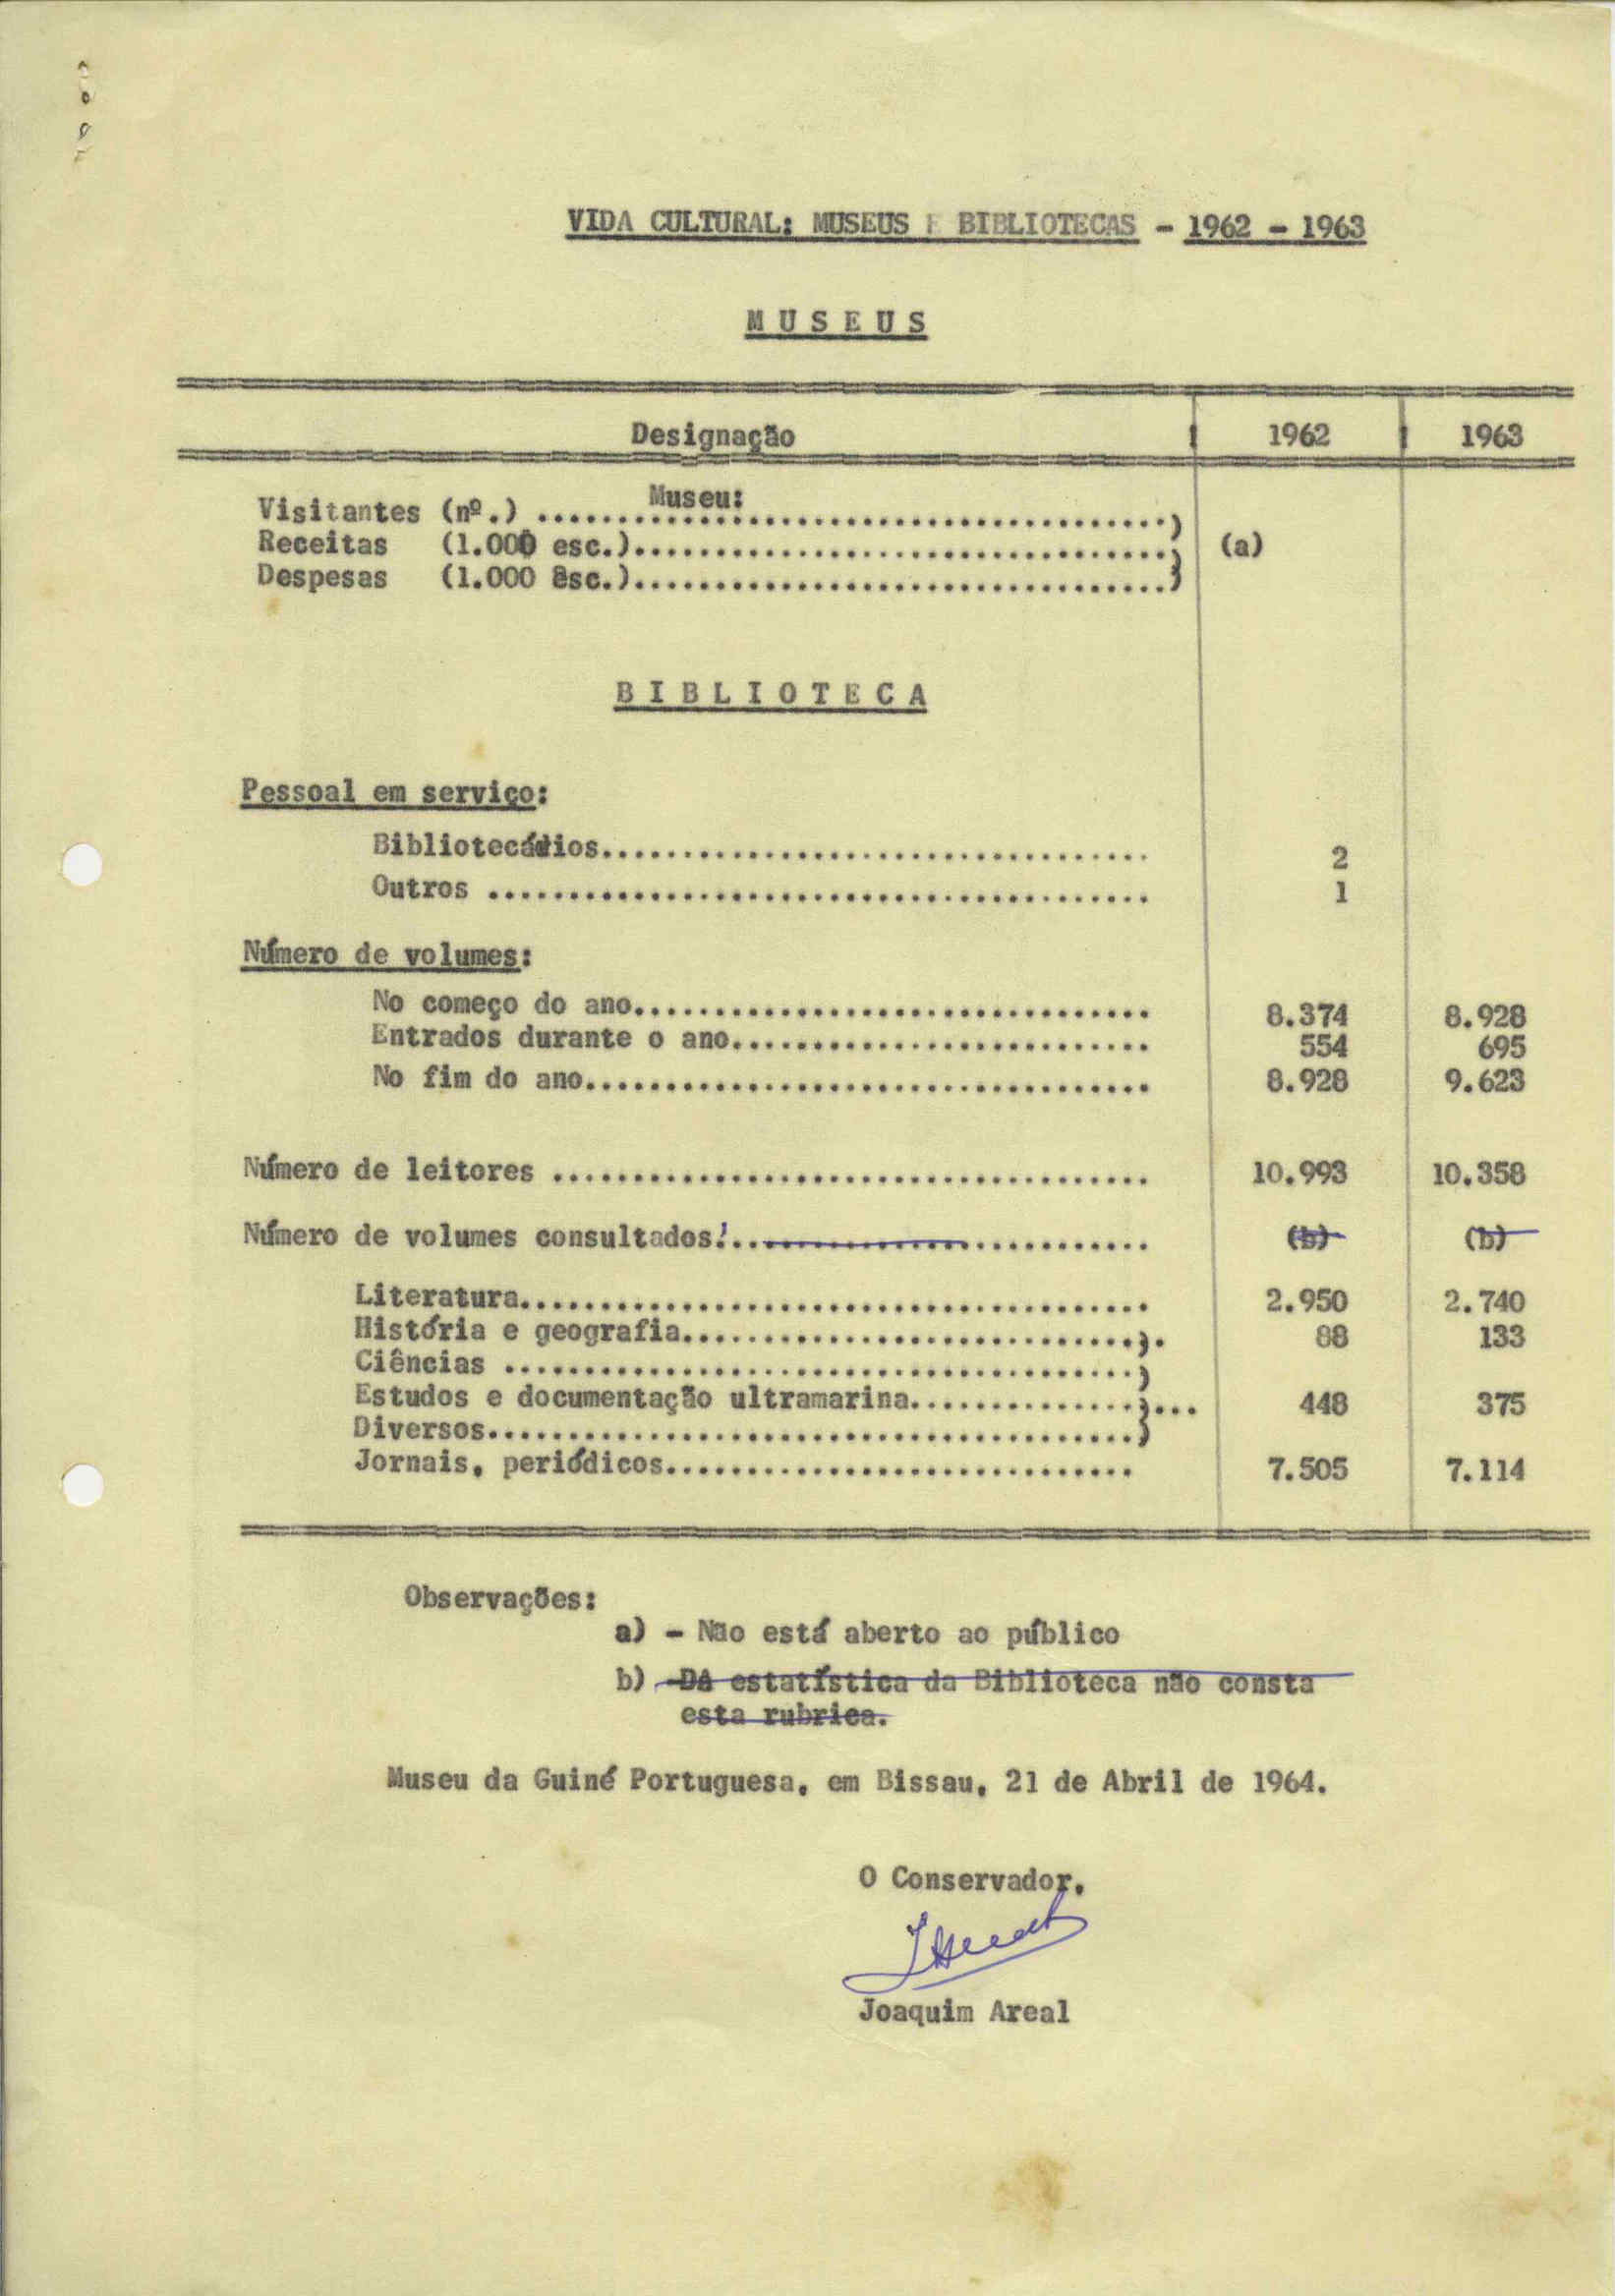 VIDA CULTURAL: MUSEUS E BIBLIOTECAS - 1962 - 1963
M U S E U S
Designação 1962 1963
Museu:
Visitantes (nº.) ........................................)
Receitas (1.000 esc.)..................................) (a)
Despesas (1.000 esc.)..................................)
B I B L I O T E C A
Pessoal em serviço:
Bibliotecários.................................. 2
Outros ......................................... 1
Número de volumes:
No começo do ano................................ 8.374 8.928
Entrados durante o ano.......................... 554 695
No fim do ano................................... 8.928 9.623
Número de leitores ..................................... 10.993 10.358
Número de volumes consultados:.......................... (b) (b)
Literatura....................................... 2.950 2.740
História e geografia............................). 88 133
Ciências .......................................)
Estudos e documentação ultramarina..............)... 448 375
Diversos........................................)
Jornais, periódicos............................. 7.505 7.114
Observações:
a) - Não está aberto ao público
b) -DA estatística da Biblioteca não consta
esta rubrica.
Museu da Guiné Portuguesa, em Bissau, 21 de Abril de 1964.
O Conservador,
JAreal
Joaquim Areal